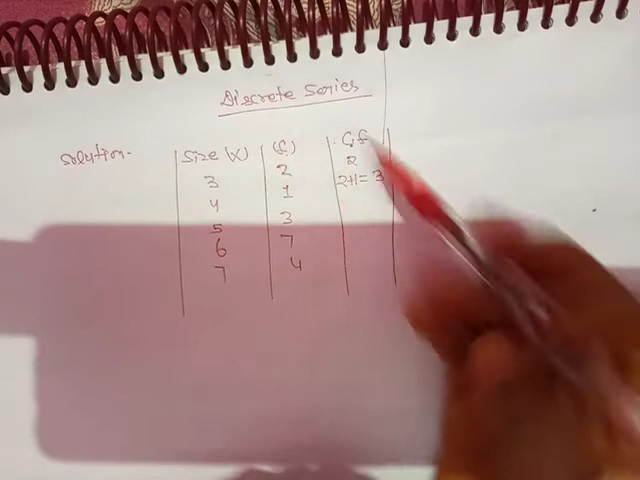 Discrete Series
Solution- Size (X) (f) C.f
3 2 2
4 1 2+1= 3
5 3
6 7
7 4